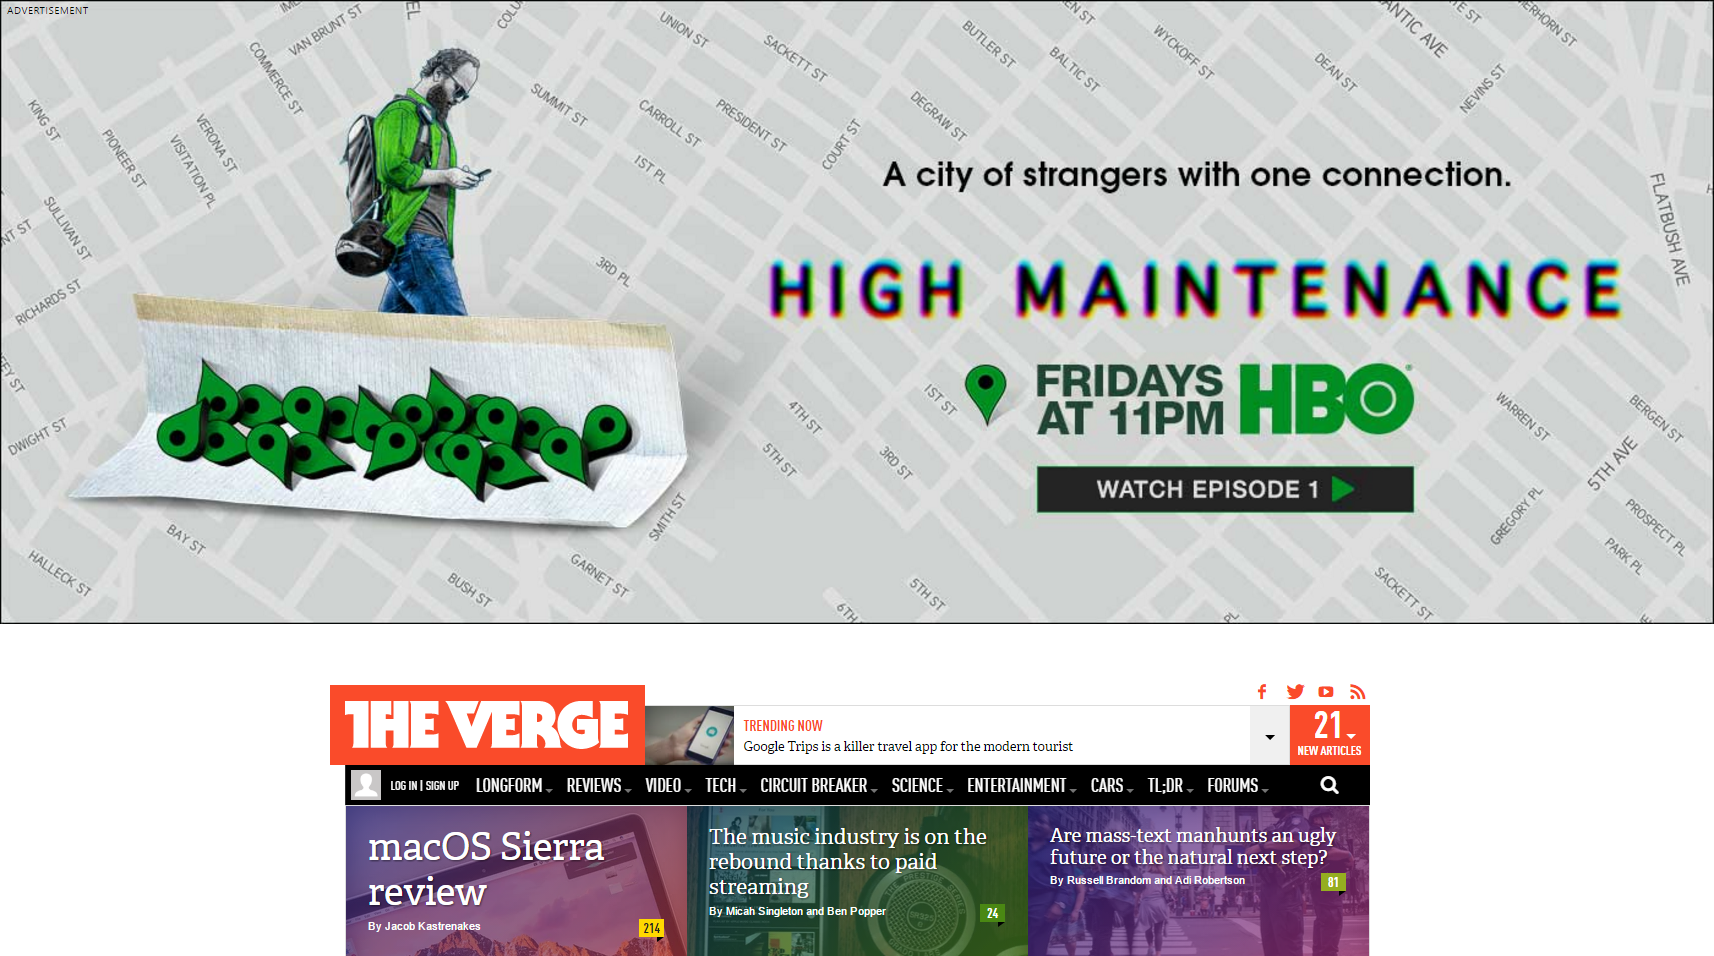 ADVERTISEMENT
VAN BRUNT ST
COMMERCE ST
KING ST
PIONEER ST
VISITATION PL
VERONA ST
SULLIVAN ST
RICHARDS ST
DWIGHT ST
HALLECK ST
BAY ST
BUSH ST
GARNET ST
SMITH ST
SUMMIT ST
UNION ST
SACKETT ST
CARROLL ST
PRESIDENT ST
1ST PL
COURT ST
3RD PL
BUTLER ST
BALTIC ST
DEGRAW ST
WYCKOFF ST
DEAN ST
NEVINS ST
FLATBUSH AVE
A city of strangers with one connection.
HIGH MAINTENANCE
FRIDAYS
AT 11PM
HBO
WATCH EPISODE 1
1ST ST
4TH ST
5TH ST
3RD ST
5TH ST
WARREN ST
BERGEN ST
5TH AVE
GREGORY PL
PROSPECT PL
PARK PL
SACKETT ST
THE VERGE
TRENDING NOW
Google Trips is a killer travel app for the modern tourist
21
NEW ARTICLES
LOG IN | SIGN UP
LONGFORM
REVIEWS
VIDEO
TECH
CIRCUIT BREAKER
SCIENCE
ENTERTAINMENT
CARS
TL;DR
FORUMS
macOS Sierra
review
By Jacob Kastrenakes
214
The music industry is on the
rebound thanks to paid
streaming
By Micah Singleton and Ben Popper
24
Are mass-text manhunts an ugly
future or the natural next step?
By Russell Brandom and Adi Robertson
81